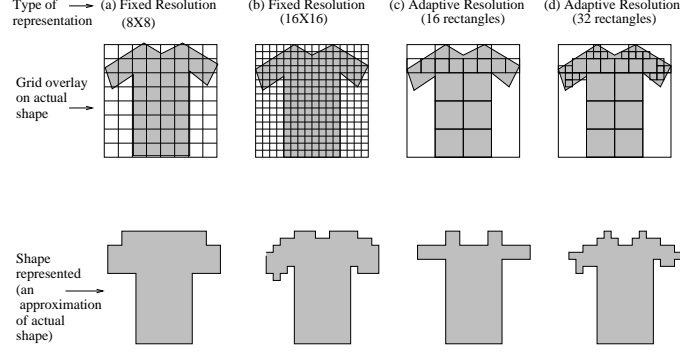 Type of
representation
(a) Fixed Resolution
(8X8)
(b) Fixed Resolution
(16X16)
(c) Adaptive Resolution
(16 rectangles)
(d) Adaptive Resolution
(32 rectangles)
Grid overlay
on actual
shape
Shape
represented
(an
approximation
of actual
shape)